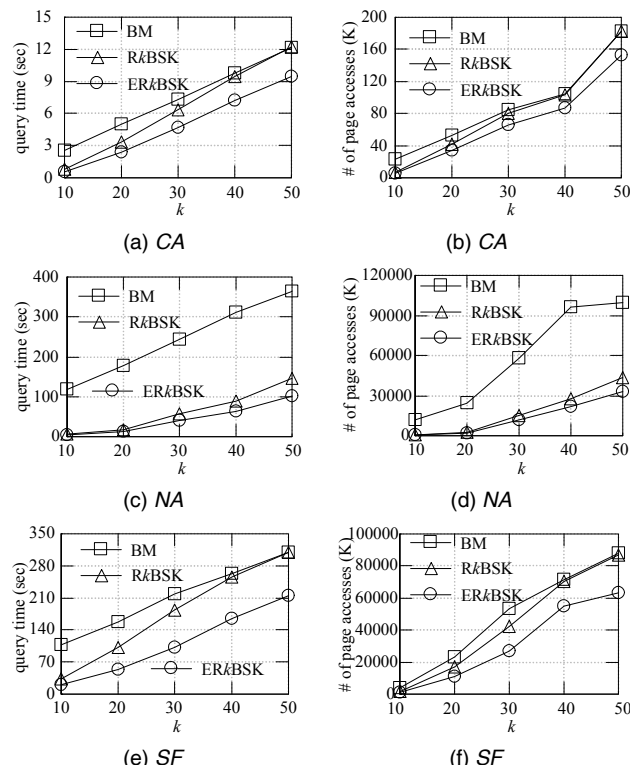 15
12
9
6
3
0
query time (sec)
BM
RkBSK
ERkBSK
10 20 30 40 50
k
(a) CA
200
160
120
80
40
0
# of page accesses (K)
BM
RkBSK
ERkBSK
10 20 30 40 50
k
(b) CA
400
300
200
100
0
query time (sec)
BM
RkBSK
ERkBSK
10 20 30 40 50
k
(c) NA
120000
90000
60000
30000
0
# of page accesses (K)
BM
RkBSK
ERkBSK
10 20 30 40 50
k
(d) NA
350
280
210
140
70
0
query time (sec)
BM
RkBSK
ERkBSK
10 20 30 40 50
k
(e) SF
100000
80000
60000
40000
20000
0
# of page accesses (K)
BM
RkBSK
ERkBSK
10 20 30 40 50
k
(f) SF